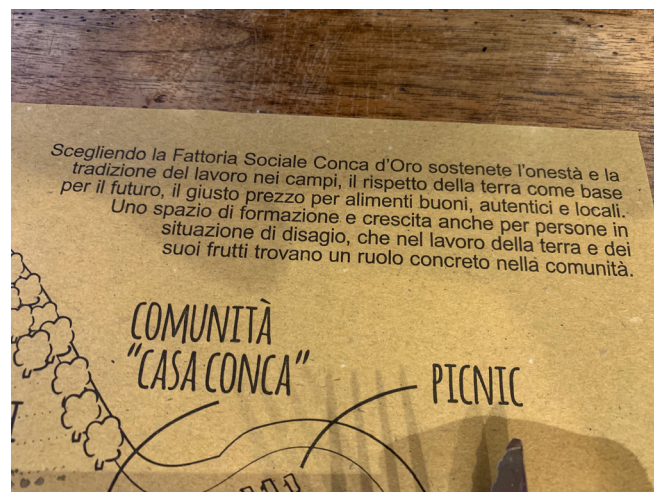 Scegliendo la Fattoria Sociale Conca d'Oro sostenete l'onestà e la
tradizione del lavoro nei campi, il rispetto della terra come base
per il futuro, il giusto prezzo per alimenti buoni, autentici e locali.
Uno spazio di formazione e crescita anche per persone in
situazione di disagio, che nel lavoro della terra e dei
suoi frutti trovano un ruolo concreto nella comunità.
COMUNITÀ
"CASA CONCA"
PICNIC